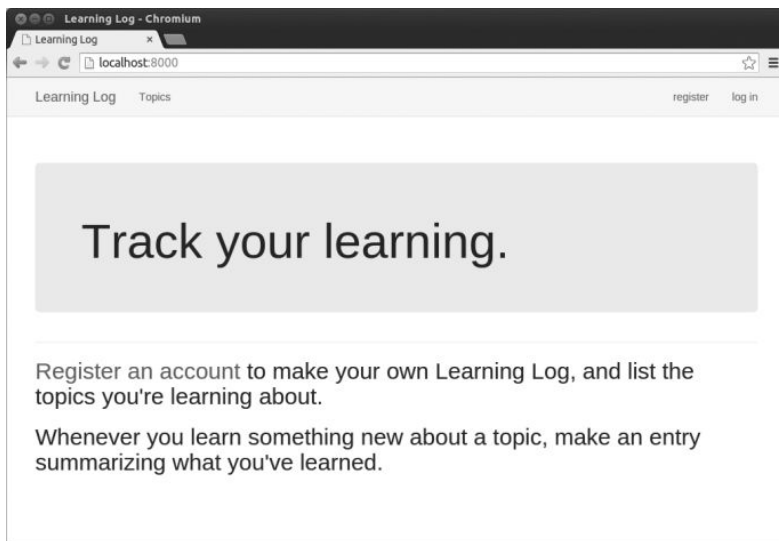 Learning Log - Chromium
Learning Log
localhost:8000
Learning Log Topics register log in
Track your learning.
Register an account to make your own Learning Log, and list the
topics you're learning about.
Whenever you learn something new about a topic, make an entry
summarizing what you've learned.